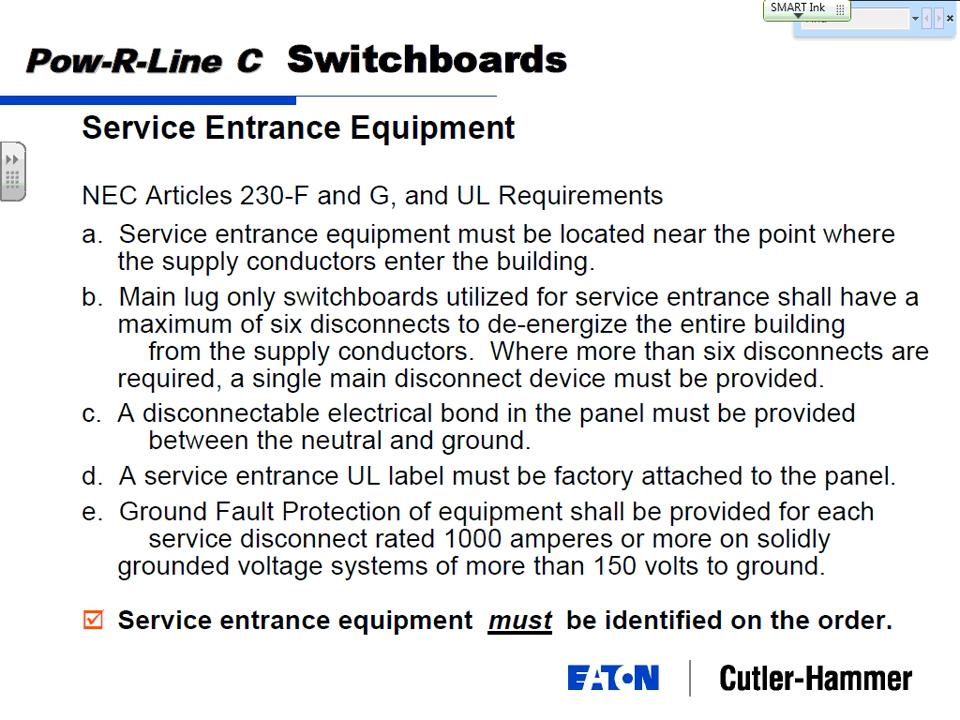 SMART Ink
Pow-R-Line C Switchboards
Service Entrance Equipment
NEC Articles 230-F and G, and UL Requirements
a. Service entrance equipment must be located near the point where
the supply conductors enter the building.
b. Main lug only switchboards utilized for service entrance shall have a
maximum of six disconnects to de-energize the entire building
from the supply conductors. Where more than six disconnects are
required, a single main disconnect device must be provided.
c. A disconnectable electrical bond in the panel must be provided
between the neutral and ground.
d. A service entrance UL label must be factory attached to the panel.
e. Ground Fault Protection of equipment shall be provided for each
service disconnect rated 1000 amperes or more on solidly
grounded voltage systems of more than 150 volts to ground.
Service entrance equipment must be identified on the order.
EATON Cutler-Hammer